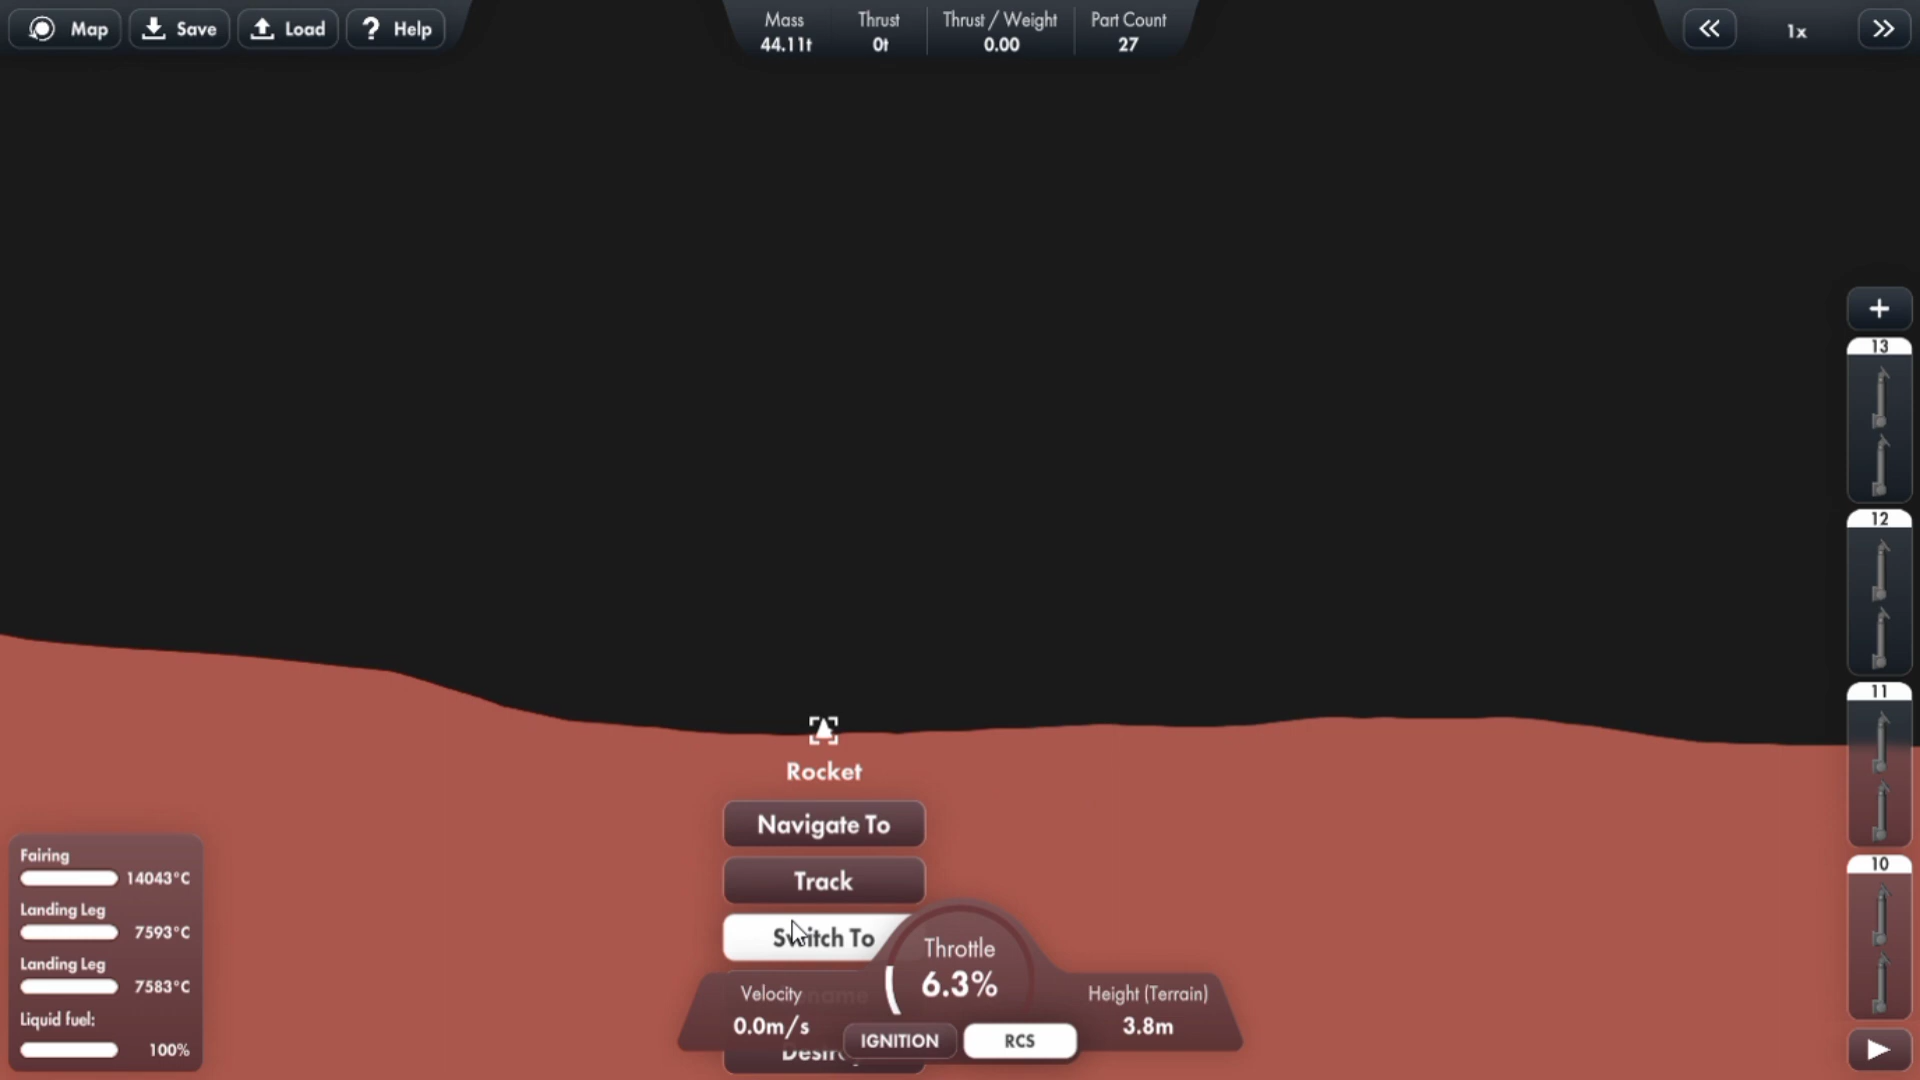 Map
Save
Load
? Help
Mass
44.11t
Thrust
0t
Thrust / Weight
0.00
Part Count
27
1x
13
12
11
10
Rocket
Navigate To
Track
Switch To
Throttle
6.3%
Velocity
0.0m/s
IGNITION
RCS
Height (Terrain)
3.8m
Fairing
14043°C
Landing Leg
7593°C
Landing Leg
7583°C
Liquid fuel:
100%